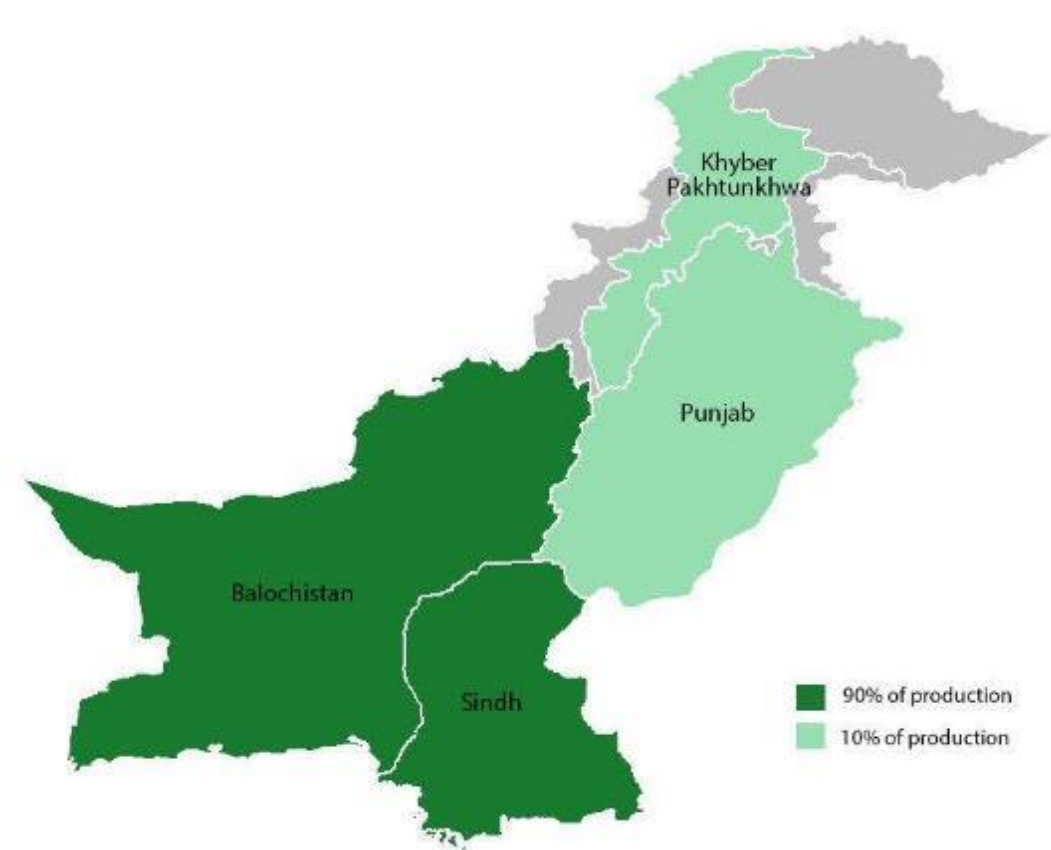 Khyber
Pakhtunkhwa
Punjab
Balochistan
Sindh
90% of production
10% of production